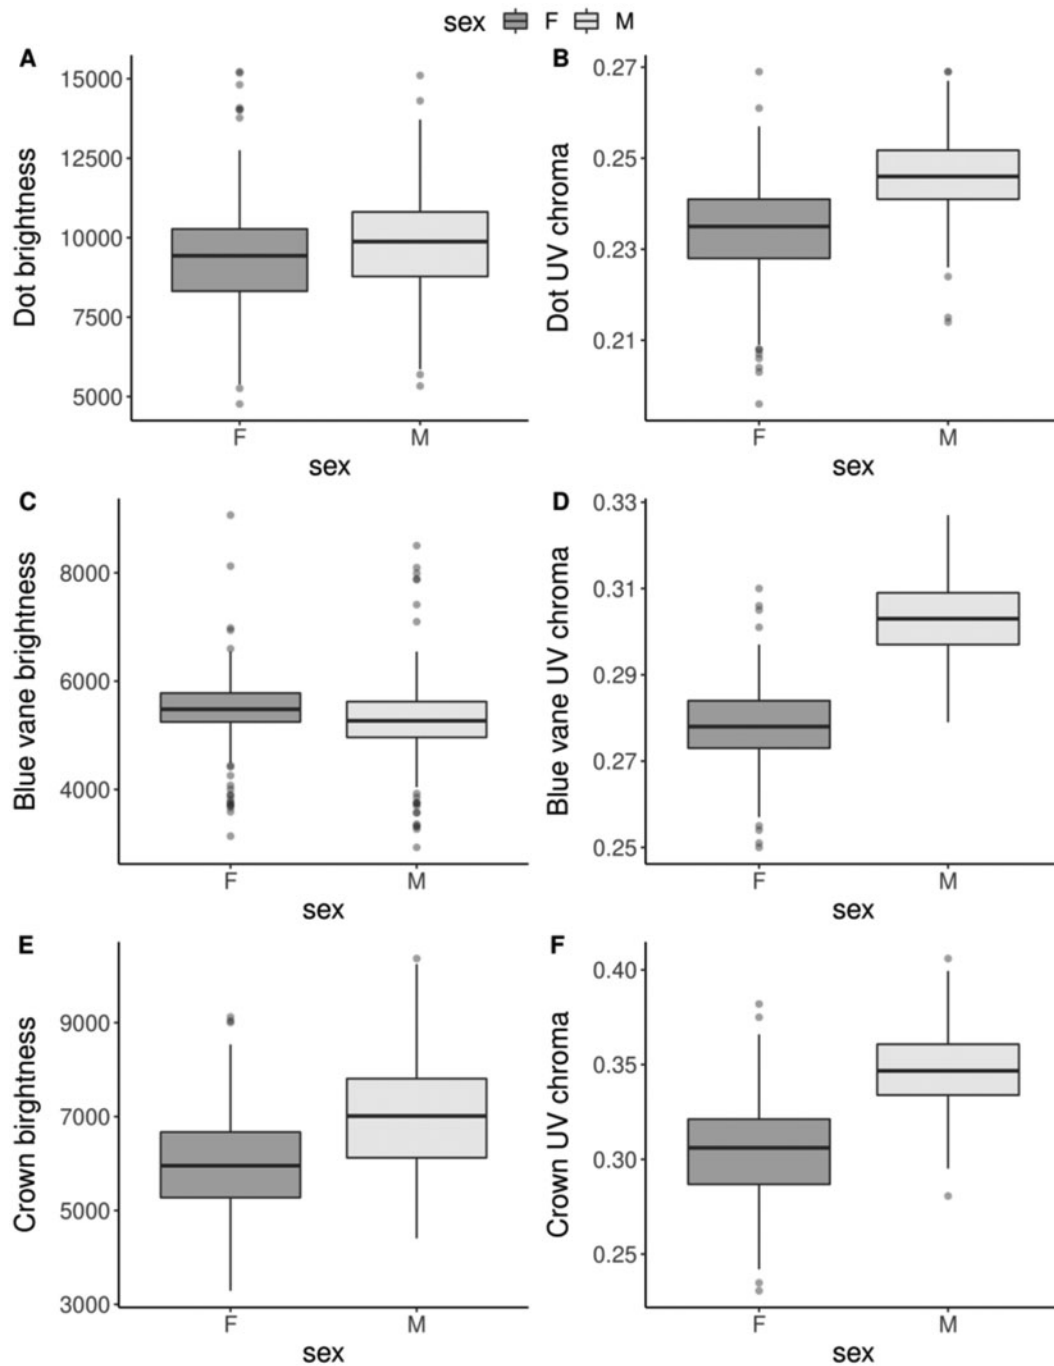 sex F M
A
Dot brightness
15000
12500
10000
7500
5000
F M
sex
B
Dot UV chroma
0.27
0.25
0.23
0.21
F M
sex
C
Blue vane brightness
8000
6000
4000
F M
sex
D
Blue vane UV chroma
0.33
0.31
0.29
0.27
0.25
F M
sex
E
Crown birghtness
9000
7000
5000
3000
F M
sex
F
Crown UV chroma
0.40
0.35
0.30
0.25
F M
sex